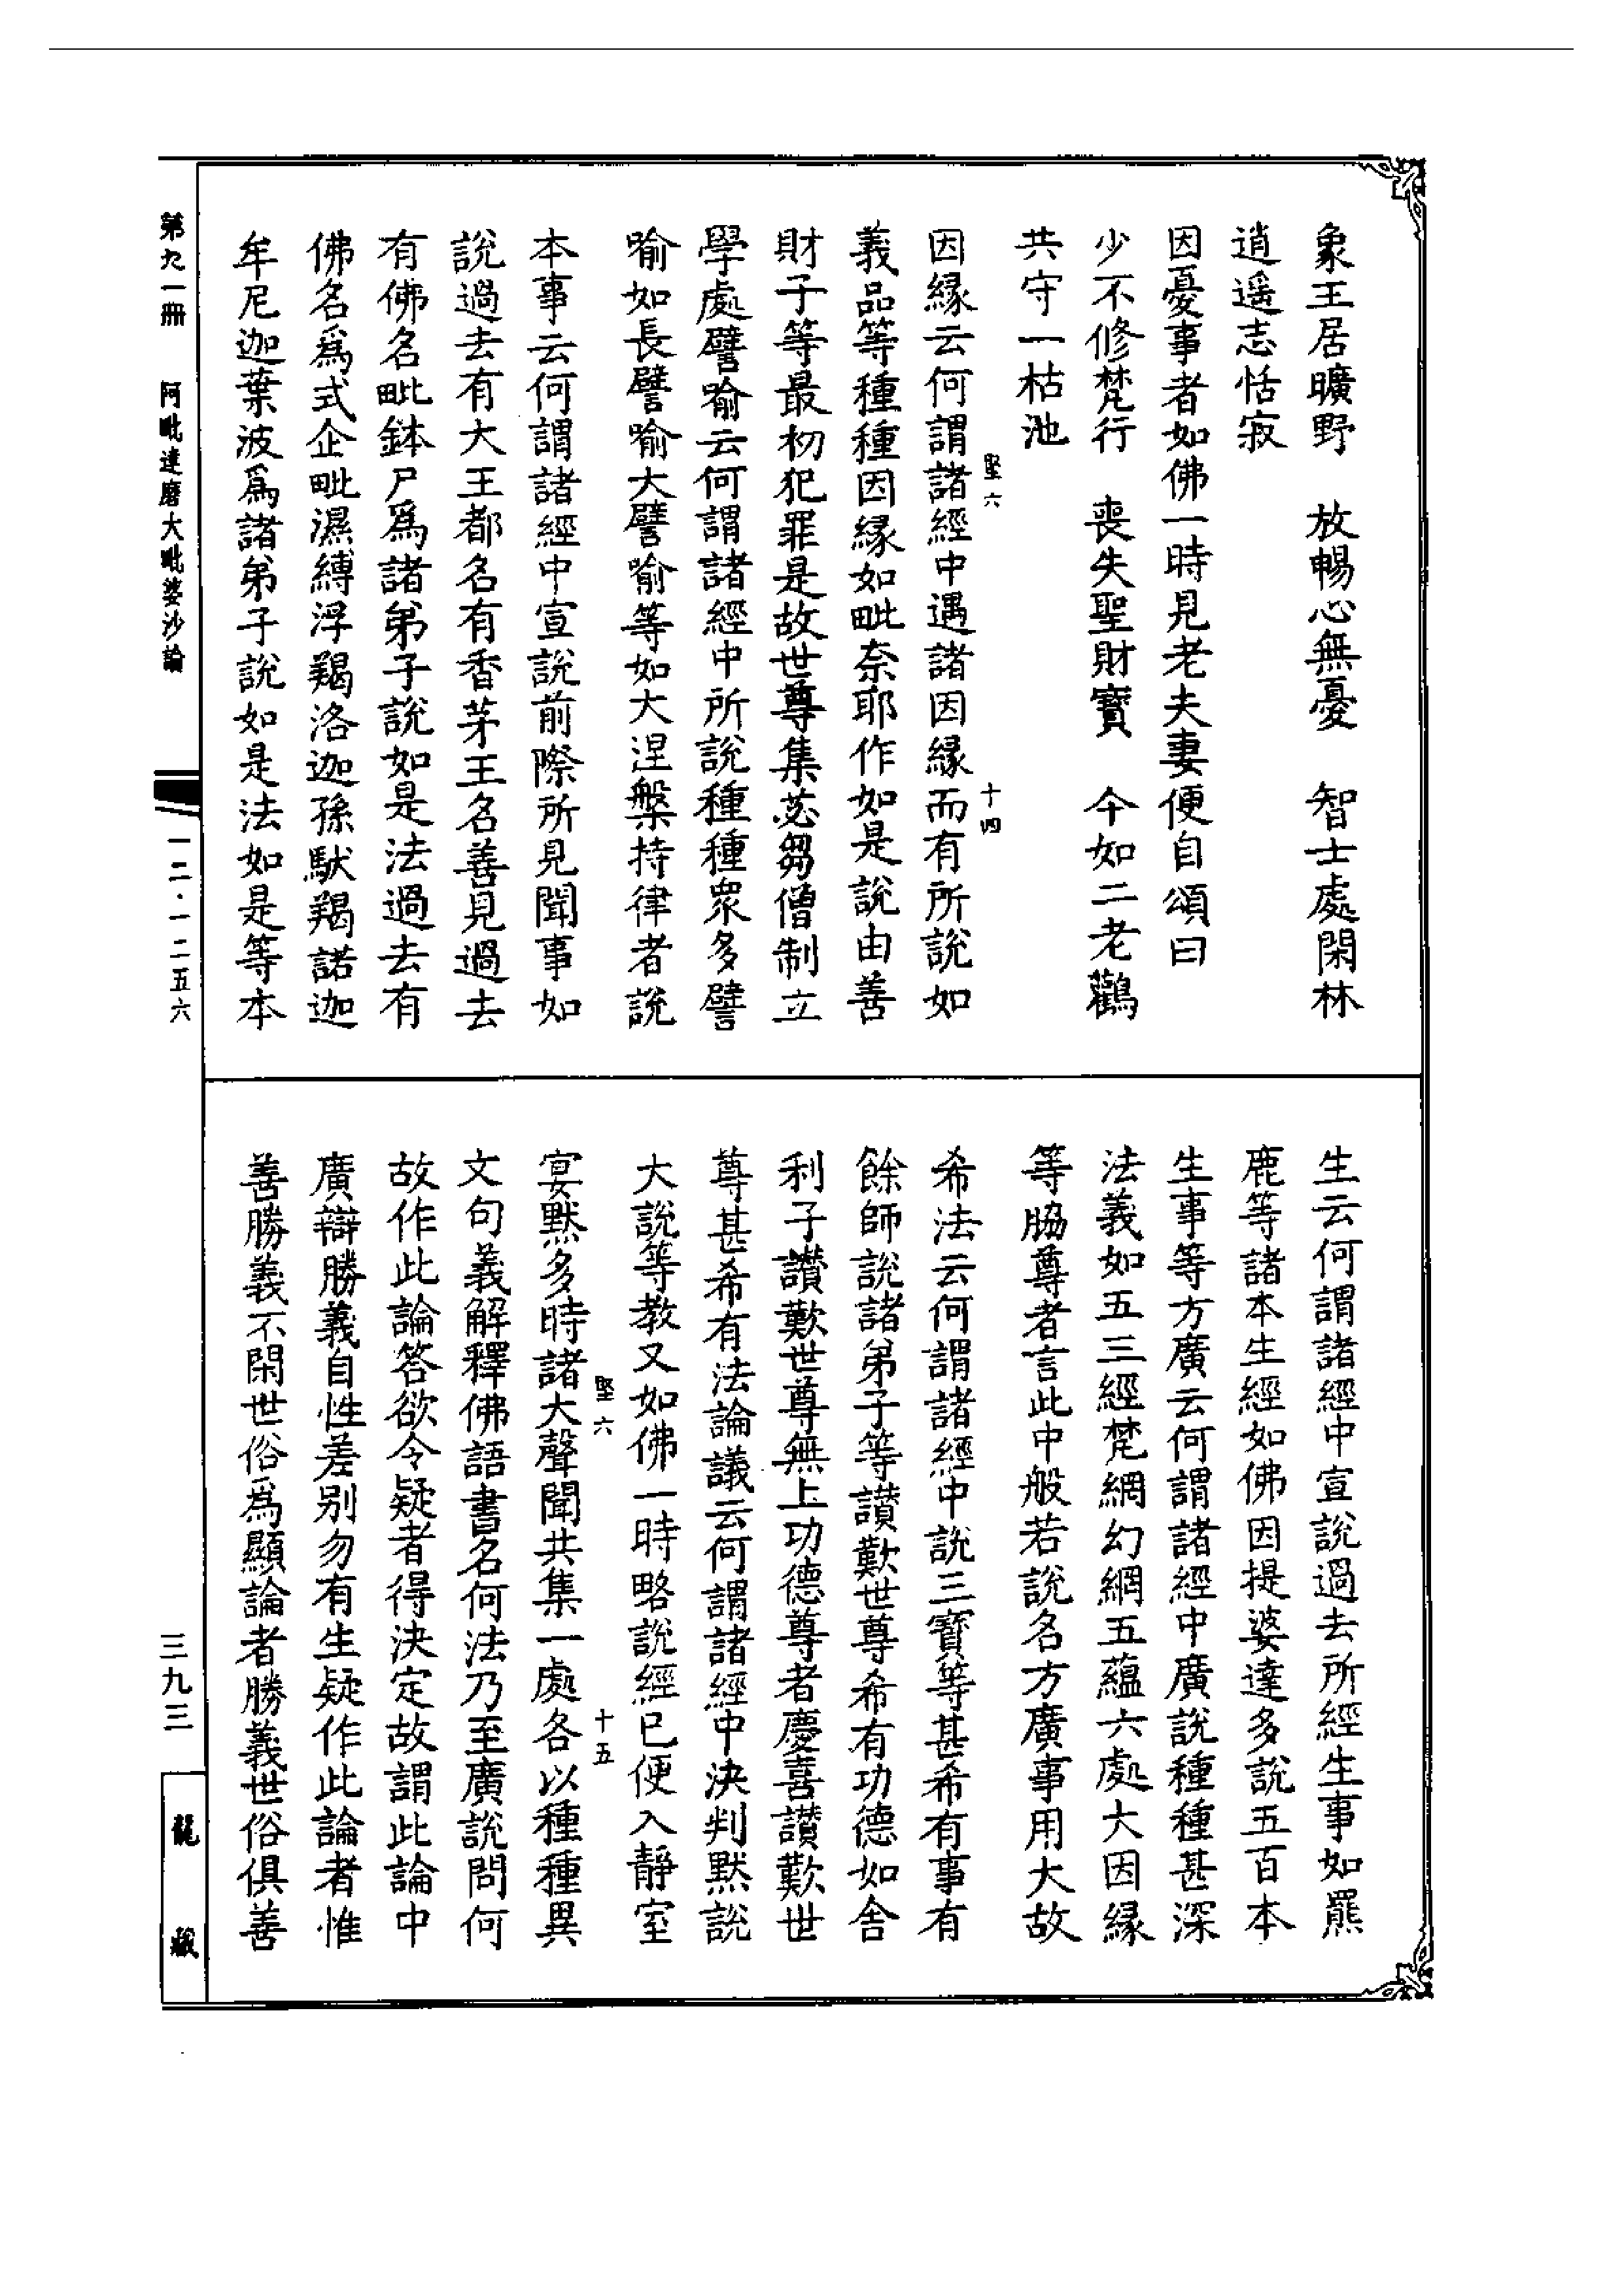 象王居曠野　放暢心無憂　智士處閑林
逍遥志恬寂
因憂事者如佛一時見老夫妻便自頌曰
少不修梵行　喪失聖財寶　今如二老鸛
共守一枯池
堅六　十四
因縁云何謂諸經中遇諸因縁而有所說如
義品等種種因縁如毗奈耶作如是說由善
財子等最初犯罪是故世尊集苾芻僧制立
學處譬喻云何謂諸經中所說種種眾多譬
喻如長譬喻大譬喻等如大涅槃持律者說
本事云何謂諸經中宣說前際所見聞事如
說過去有大王都名有香茅王名善見過去
有佛名毗鉢尸爲諸弟子說如是法過去有
佛名爲式企毗濕縛浮羯洛迦孫馱羯諾迦
牟尼迦葉波爲諸弟子說如是法如是等本
生云何謂諸經中宣說過去所經生事如羆
鹿等諸本生經如佛因提婆達多說五百本
生事等方廣云何謂諸經中廣說種種甚深
法義如五三經梵網幻網五蘊六處大因縁
等脇尊者言此中般若說名方廣事用大故
希法云何謂諸經中說三寶等甚希有事有
餘師說諸弟子等讚歎世尊希有功德如舍
利子讚歎世尊無上功德尊者慶喜讚歎世
尊甚希有法論議云何謂諸經中決判默說
大說等教又如佛一時略說經已便入靜室
堅六　十五
宴默多時諸大聲聞共集一處各以種種異
文句義解釋佛語書名何法乃至廣說問何
故作此論答欲令疑者得決定故謂此論中
廣辯勝義自性差别勿有生疑作此論者惟
善勝義不閑世俗爲顯論者勝義世俗俱善
第九一冊　阿毗達磨大毗婆沙論　一二·一二五六　三九三　龍藏